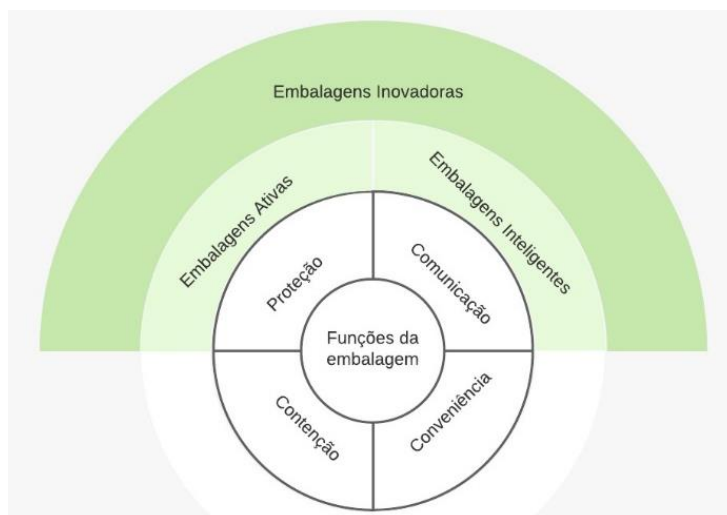 Embalagens Inovadoras
Embalagens Ativas
Embalagens Inteligentes
Proteção
Comunicação
Funções da
embalagem
Contenção
Conveniência